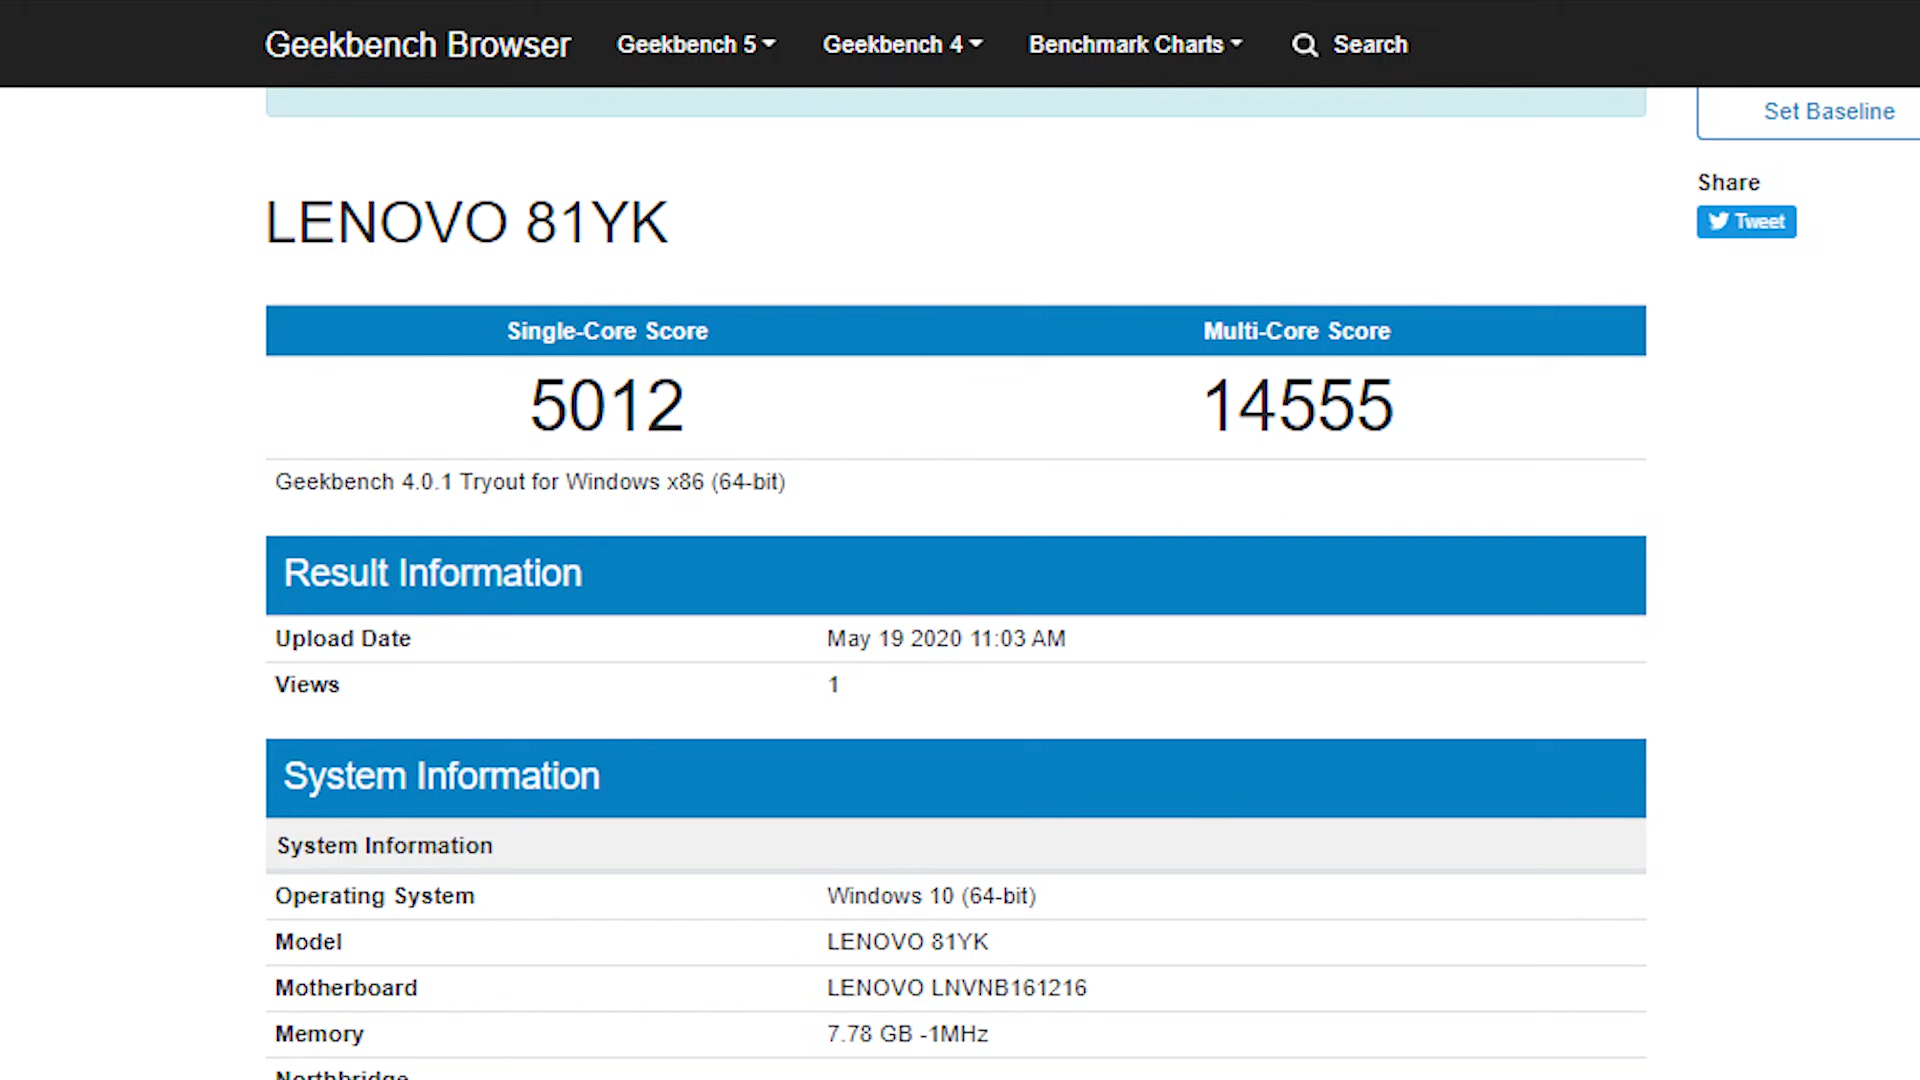 Geekbench Browser Geekbench 5 Geekbench 4 Benchmark Charts Search
Set Baseline
Share
Tweet
LENOVO 81YK
Single-Core Score Multi-Core Score
5012 14555
Geekbench 4.0.1 Tryout for Windows x86 (64-bit)
Result Information
Upload Date May 19 2020 11:03 AM
Views 1
System Information
System Information
Operating System Windows 10 (64-bit)
Model LENOVO 81YK
Motherboard LENOVO LNVNB161216
Memory 7.78 GB -1MHz
Northbridge